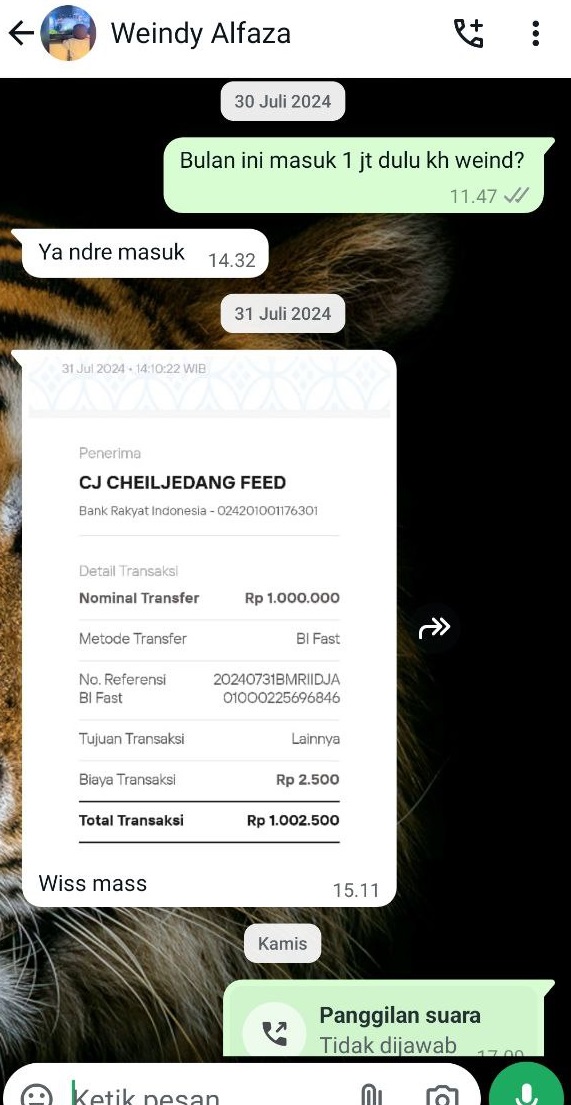 Weindy Alfaza
30 Juli 2024
Bulan ini masuk 1 jt dulu kh weind?
11.47
Ya ndre masuk 14.32
31 Juli 2024
31 Jul 2024 • 14:10:22 WIB
Penerima
CJ CHEILJEDANG FEED
Bank Rakyat Indonesia - 024201001176301
Detail Transaksi
Nominal Transfer Rp 1.000.000
Metode Transfer BI Fast
No. Referensi 20240731BMRIIDJA
BI Fast 01000225696846
Tujuan Transaksi Lainnya
Biaya Transaksi Rp 2.500
Total Transaksi Rp 1.002.500
Wiss mass 15.11
Kamis
Panggilan suara
Tidak dijawab 17.09
Ketik pesan